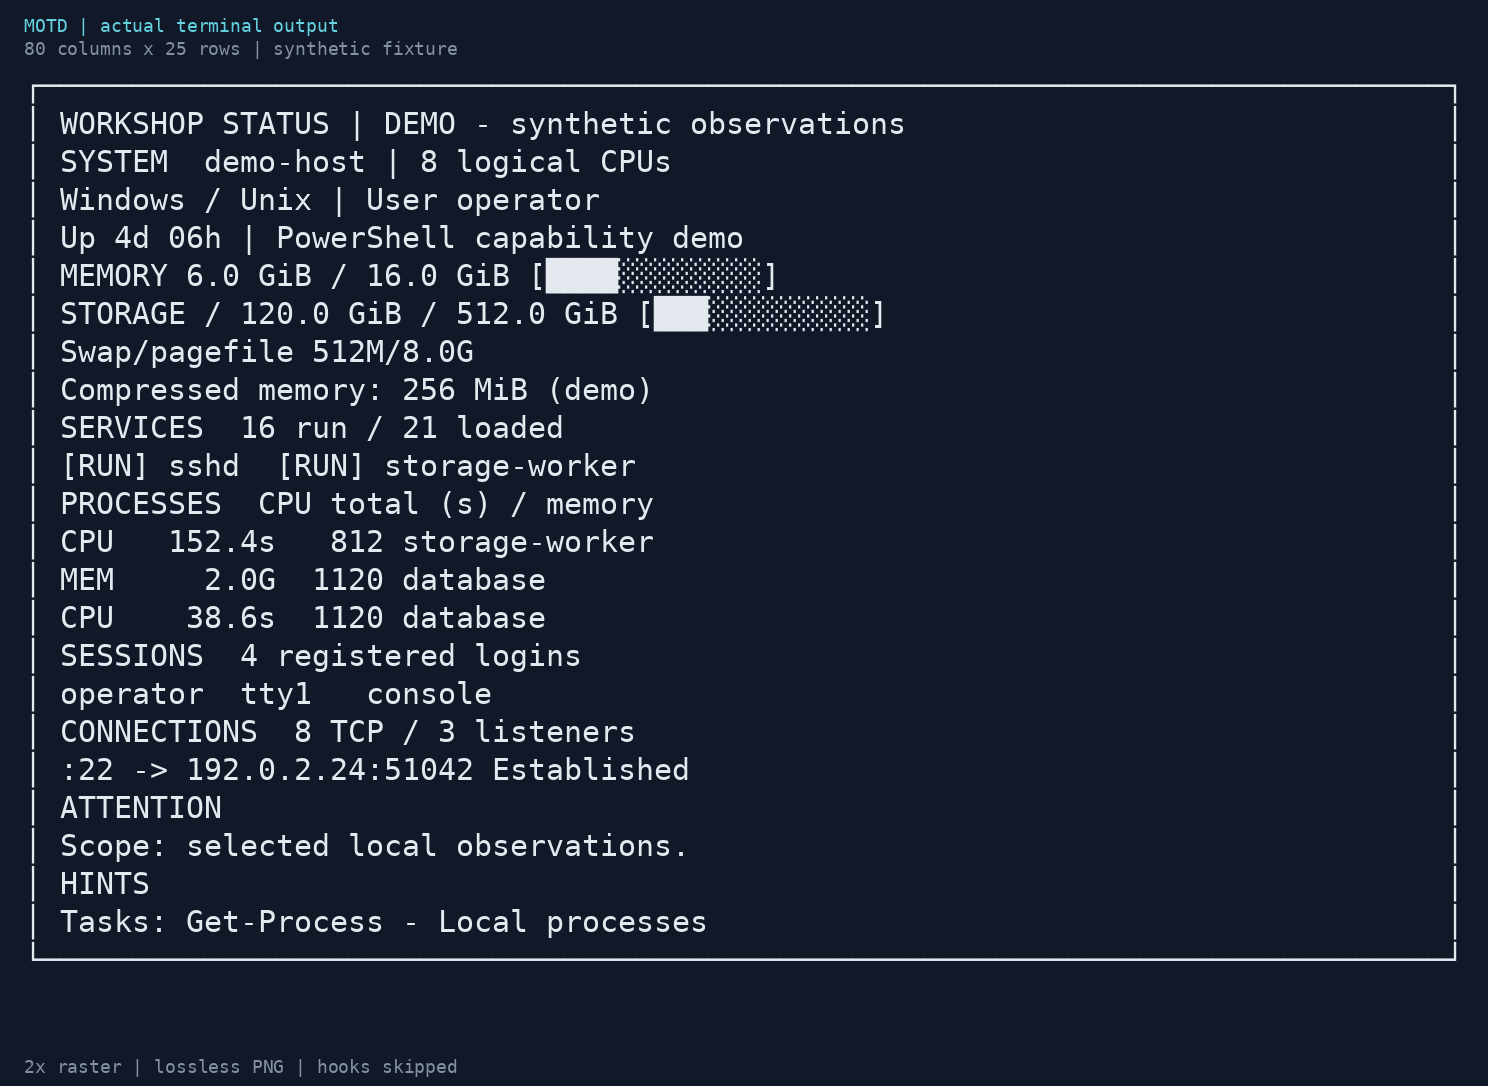 MOTD | actual terminal output
80 columns x 25 rows | synthetic fixture
WORKSHOP STATUS | DEMO - synthetic observations
SYSTEM  demo-host | 8 logical CPUs
Windows / Unix | User operator
Up 4d 06h | PowerShell capability demo
MEMORY 6.0 GiB / 16.0 GiB [████░░░░░░░░]
STORAGE / 120.0 GiB / 512.0 GiB [███░░░░░░░░░]
Swap/pagefile 512M/8.0G
Compressed memory: 256 MiB (demo)
SERVICES  16 run / 21 loaded
[RUN] sshd  [RUN] storage-worker
PROCESSES  CPU total (s) / memory
CPU   152.4s   812 storage-worker
MEM     2.0G  1120 database
CPU    38.6s  1120 database
SESSIONS  4 registered logins
operator  tty1   console
CONNECTIONS  8 TCP / 3 listeners
:22 -> 192.0.2.24:51042 Established
ATTENTION
Scope: selected local observations.
HINTS
Tasks: Get-Process - Local processes
2x raster | lossless PNG | hooks skipped